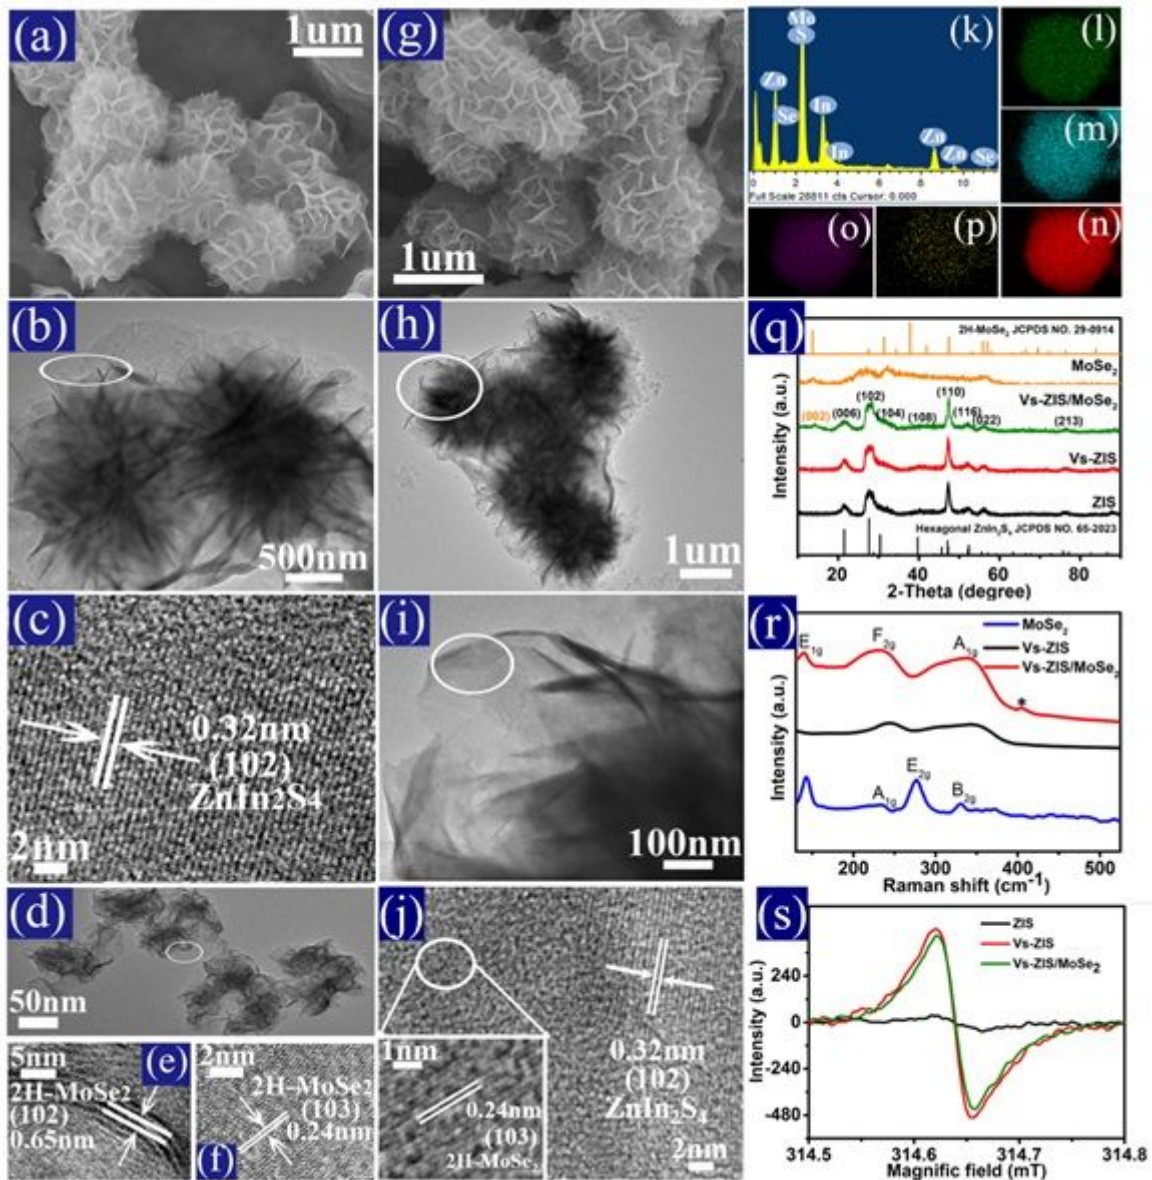 (a)
1um
(g)
1um
(k)
Mo
S
Zn
Se
In
In
Zn
Zn
Se
0 2 4 6 8 10
Full Scale 28811 cts Cursor: 0.000
(l)
(m)
(o)
(p)
(n)
(b)
500nm
(h)
1um
(q)
2H-MoSe2 JCPDS NO. 29-0914
MoSe2
Vs-ZIS/MoSe2
(002)
(006)
(102)
(104)
(108)
(110)
(116)
(022)
(213)
Vs-ZIS
ZIS
Hexagonal ZnIn2S4 JCPDS NO. 65-2023
Intensity (a.u.)
20 40 60 80
2-Theta (degree)
(c)
0.32nm
(102)
ZnIn2S4
2nm
(i)
100nm
(r)
MoSe2
Vs-ZIS
Vs-ZIS/MoSe2
E1g
F2g
A1g
*
A1g
E2g
B2g
Intensity (a.u.)
200 300 400 500
Raman shift (cm-1)
(d)
50nm
(e)
5nm
2H-MoSe2
(102)
0.65nm
(f)
2nm
2H-MoSe2
(103)
0.24nm
(j)
0.32nm
(102)
ZnIn2S4
2nm
1nm
0.24nm
(103)
2H-MoSe2
(s)
ZIS
Vs-ZIS
Vs-ZIS/MoSe2
Intensity (a.u.)
240
0
-240
-480
314.5 314.6 314.7 314.8
Magnific field (mT)